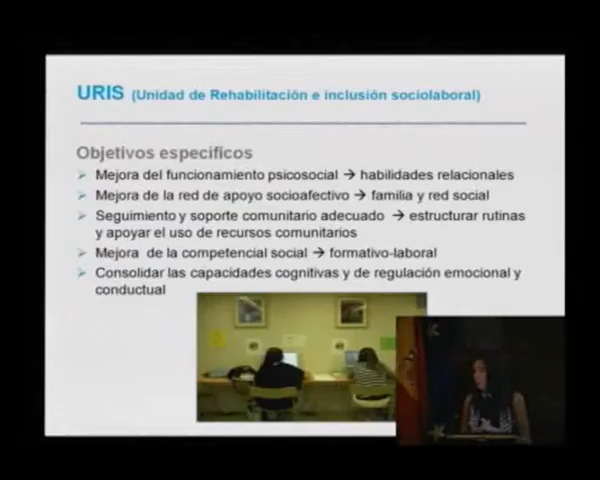 URIS (Unidad de Rehabilitación e inclusión sociolaboral)
Objetivos especificos
Mejora del funcionamiento psicosocial → habilidades relacionales
Mejora de la red de apoyo socioafectivo → familia y red social
Seguimiento y soporte comunitario adecuado → estructurar rutinas
y apoyar el uso de recursos comunitarios
Mejora de la competencial social → formativo-laboral
Consolidar las capacidades cognitivas y de regulación emocional y
conductual